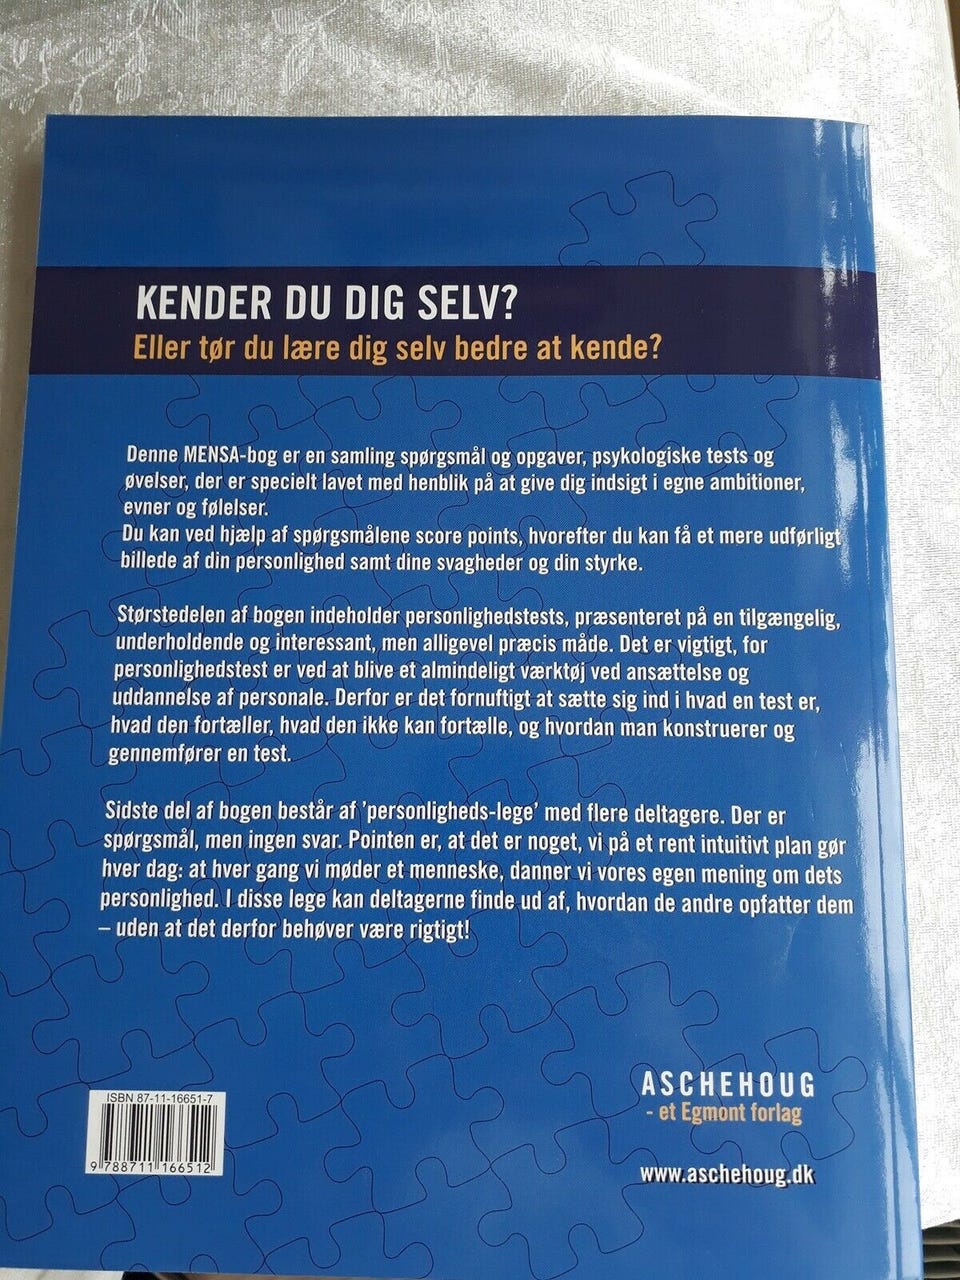 KENDER DU DIG SELV?
Eller tør du lære dig selv bedre at kende?
Denne MENSA-bog er en samling spørgsmål og opgaver, psykologiske tests og
øvelser, der er specielt lavet med henblik på at give dig indsigt i egne ambitioner,
evner og følelser.
Du kan ved hjælp af spørgsmålene score points, hvorefter du kan få et mere udførligt
billede af din personlighed samt dine svagheder og din styrke.
Størstedelen af bogen indeholder personlighedstests, præsenteret på en tilgængelig,
underholdende og interessant, men alligevel præcis måde. Det er vigtigt, for
personlighedstest er ved at blive et almindeligt værktøj ved ansættelse og
uddannelse af personale. Derfor er det fornuftigt at sætte sig ind i hvad en test er,
hvad den fortæller, hvad den ikke kan fortælle, og hvordan man konstruerer og
gennemfører en test.
Sidste del af bogen består af 'personligheds-lege' med flere deltagere. Der er
spørgsmål, men ingen svar. Pointen er, at det er noget, vi på et rent intuitivt plan gør
hver dag: at hver gang vi møder et menneske, danner vi vores egen mening om dets
personlighed. I disse lege kan deltagerne finde ud af, hvordan de andre opfatter dem
– uden at det derfor behøver være rigtigt!
ASCHEHOUG
- et Egmont forlag
www.aschehoug.dk
ISBN 87-11-16651-7
9 788711 166512